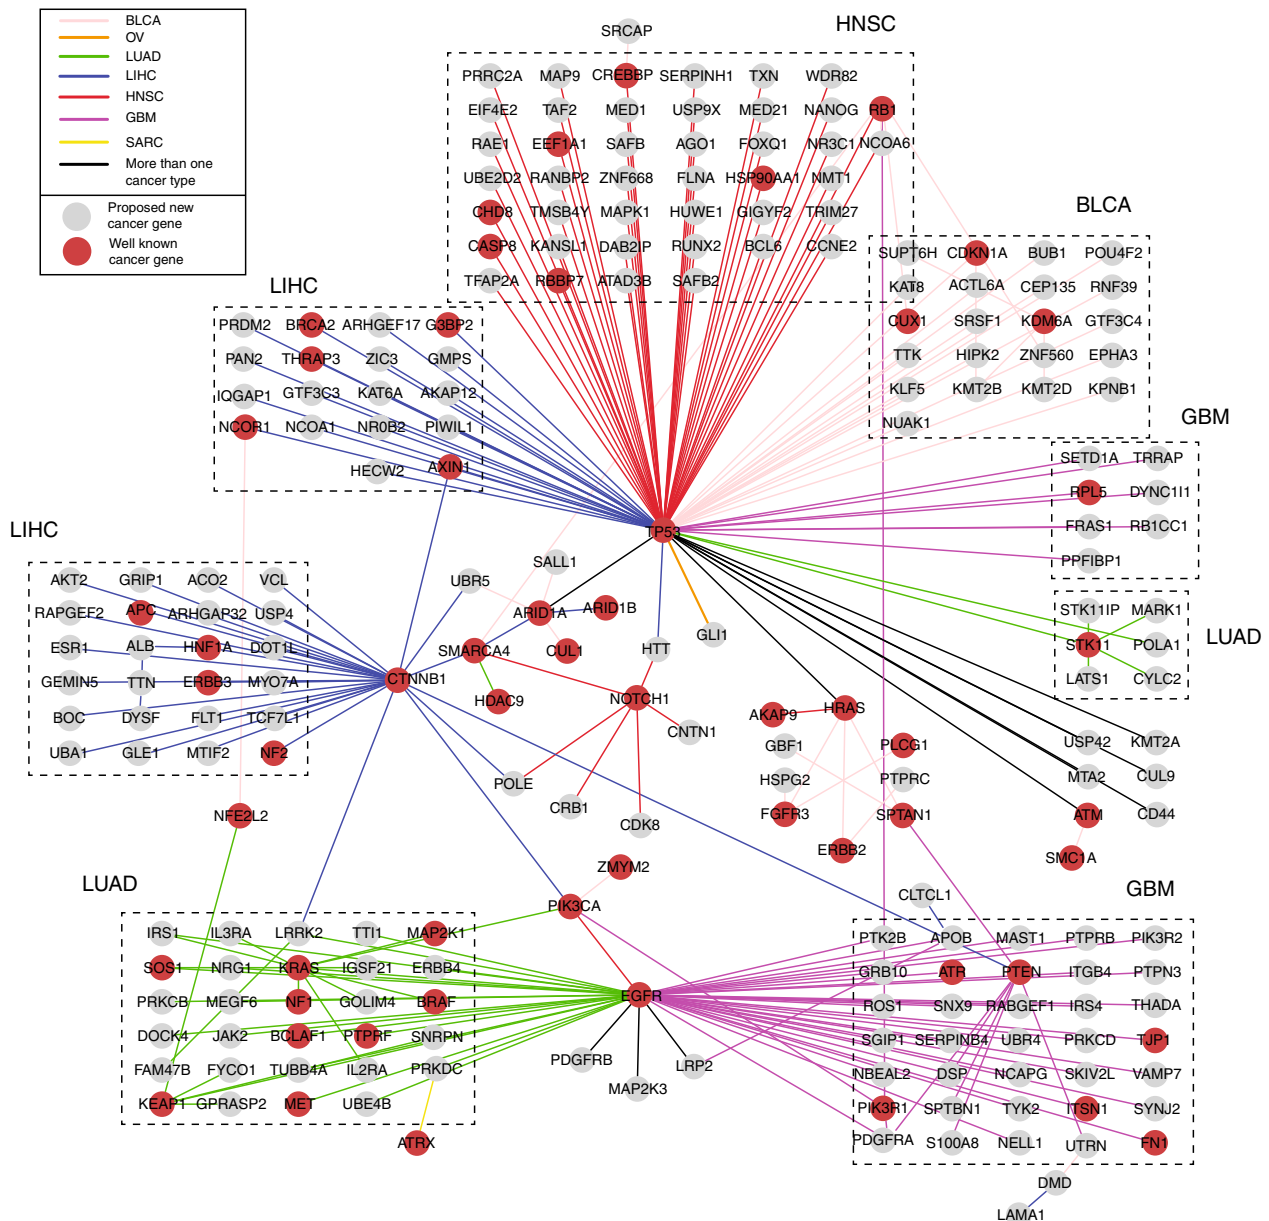 BLCA
OV
LUAD
LIHC
HNSC
GBM
SARC
More than one
cancer type
Proposed new
cancer gene
Well known
cancer gene
HNSC
SRCAP
PRRC2A MAP9 CREBBP SERPINH1 TXN WDR82
EIF4E2 TAF2 MED1 USP9X MED21 NANOG RB1
RAE1 EEF1A1 SAFB AGO1 FOXQ1 NR3C1 NCOA6
UBE2D2 RANBP2 ZNF668 FLNA HSP90AA1 NMT1
CHD8 TMSB4Y MAPK1 HUWE1 GIGYF2 TRIM27
CASP8 KANSL1 DAB2IP RUNX2 BCL6 CCNE2
TFAP2A RBBP7 ATAD3B SAFB2
BLCA
SUPT6H CDKN1A BUB1 POU4F2
KAT8 ACTL6A CEP135 RNF39
CUX1 SRSF1 KDM6A GTF3C4
TTK HIPK2 ZNF560 EPHA3
KLF5 KMT2B KMT2D KPNB1
NUAK1
LIHC
PRDM2 BRCA2 ARHGEF17 G3BP2
PAN2 THRAP3 ZIC3 GMPS
IQGAP1 GTF3C3 KAT6A AKAP12
NCOR1 NCOA1 NR0B2 PIWIL1
HECW2 AXIN1
GBM
SETD1A TRRAP
RPL5 DYNC1I1
FRAS1 RB1CC1
PPFIBP1
TP53
LIHC
AKT2 GRIP1 ACO2 VCL
RAPGEF2 APC ARHGAP32 USP4
ESR1 ALB HNF1A DOT1L
GEMIN5 TTN ERBB3 MYO7A
BOC DYSF FLT1 TCF7L1
UBA1 GLE1 MTIF2 NF2
SALL1
UBR5
ARID1A ARID1B
SMARCA4 CUL1 HTT GLI1
CTNNB1
HDAC9 NOTCH1
CNTN1
POLE
CRB1
CDK8
STK11IP MARK1
STK11 POLA1
LATS1 CYLC2
LUAD
AKAP9 HRAS
GBF1 PLCG1
HSPG2 PTPRC
FGFR3 SPTAN1
ERBB2
USP42 KMT2A
MTA2 CUL9
ATM CD44
SMC1A
NFE2L2
ZMYM2
PIK3CA
LUAD
IRS1 IL3RA LRRK2 TTI1 MAP2K1
SOS1 NRG1 KRAS IGSF21 ERBB4
PRKCB MEGF6 NF1 GOLIM4 BRAF
DOCK4 JAK2 BCLAF1 PTPRF SNRPN
FAM47B FYCO1 TUBB4A IL2RA PRKDC
KEAP1 GPRASP2 MET UBE4B
ATRX
EGFR
PDGFRB
MAP2K3
LRP2
GBM
CLTCL1
PTK2B APOB MAST1 PTPRB PIK3R2
GRB10 ATR PTEN ITGB4 PTPN3
ROS1 SNX9 RABGEF1 IRS4 THADA
SGIP1 SERPINB4 UBR4 PRKCD TJP1
NBEAL2 DSP NCAPG SKIV2L VAMP7
PIK3R1 SPTBN1 TYK2 ITSN1 SYNJ2
PDGFRA S100A8 NELL1 UTRN FN1
DMD
LAMA1